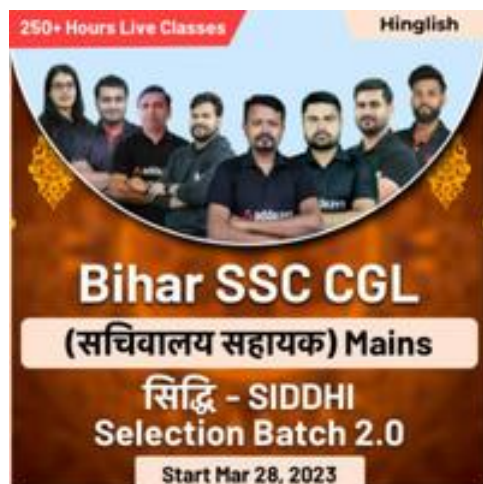 250+ Hours Live Classes
Hinglish
Bihar SSC CGL
(सचिवालय सहायक) Mains
सिद्धि - SIDDHI
Selection Batch 2.0
Start Mar 28, 2023